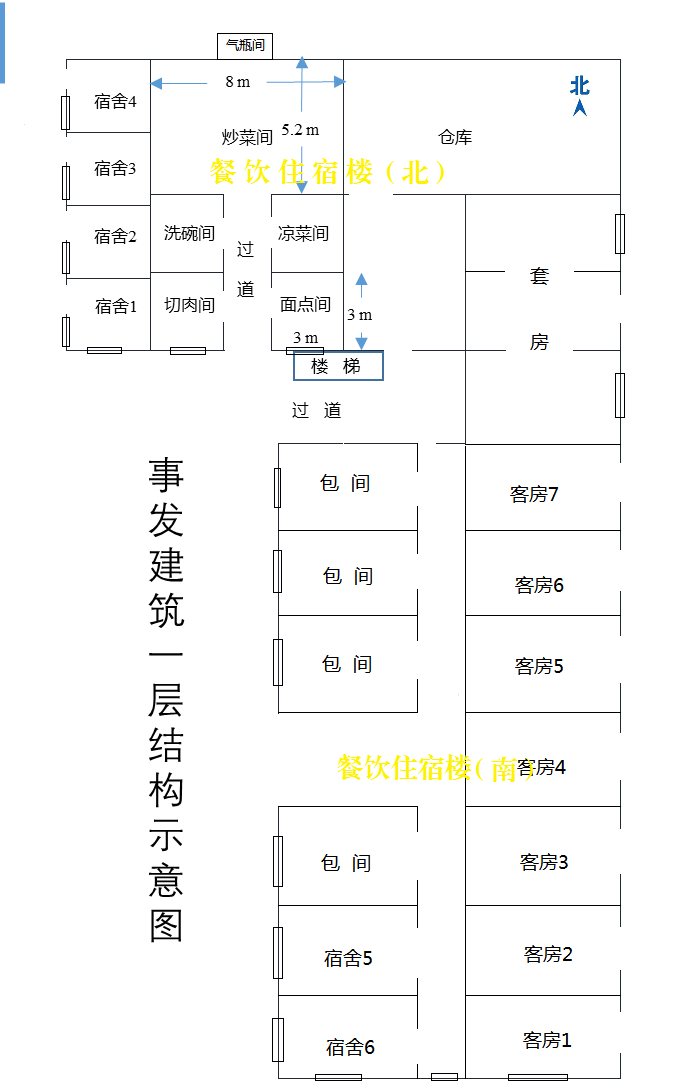 气瓶间
北
8 m
宿舍4
炒菜间
5.2 m
仓库
宿舍3
餐饮住宿楼（北）
宿舍2
洗碗间
过
道
凉菜间
套
房
宿舍1
切肉间
面点间
3 m
3 m
楼 梯
过 道
事发建筑一层结构示意图
包 间
客房7
包 间
客房6
包 间
客房5
餐饮住宿楼（南）
客房4
包 间
客房3
宿舍5
客房2
宿舍6
客房1